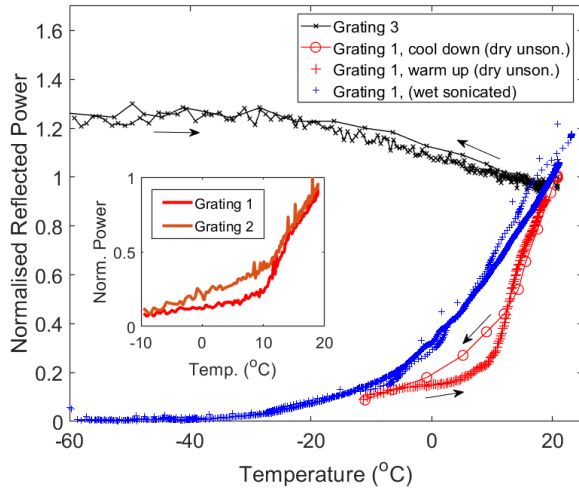 Grating 3
Grating 1, cool down (dry unson.)
Grating 1, warm up (dry unson.)
Grating 1, (wet sonicated)
Normalised Reflected Power
1.6
1.4
1.2
1
0.8
0.6
0.4
0.2
0
-60
-40
-20
0
20
Temperature (°C)
Grating 1
Grating 2
Norm. Power
1
0.5
0
-10
0
10
20
Temp. (°C)